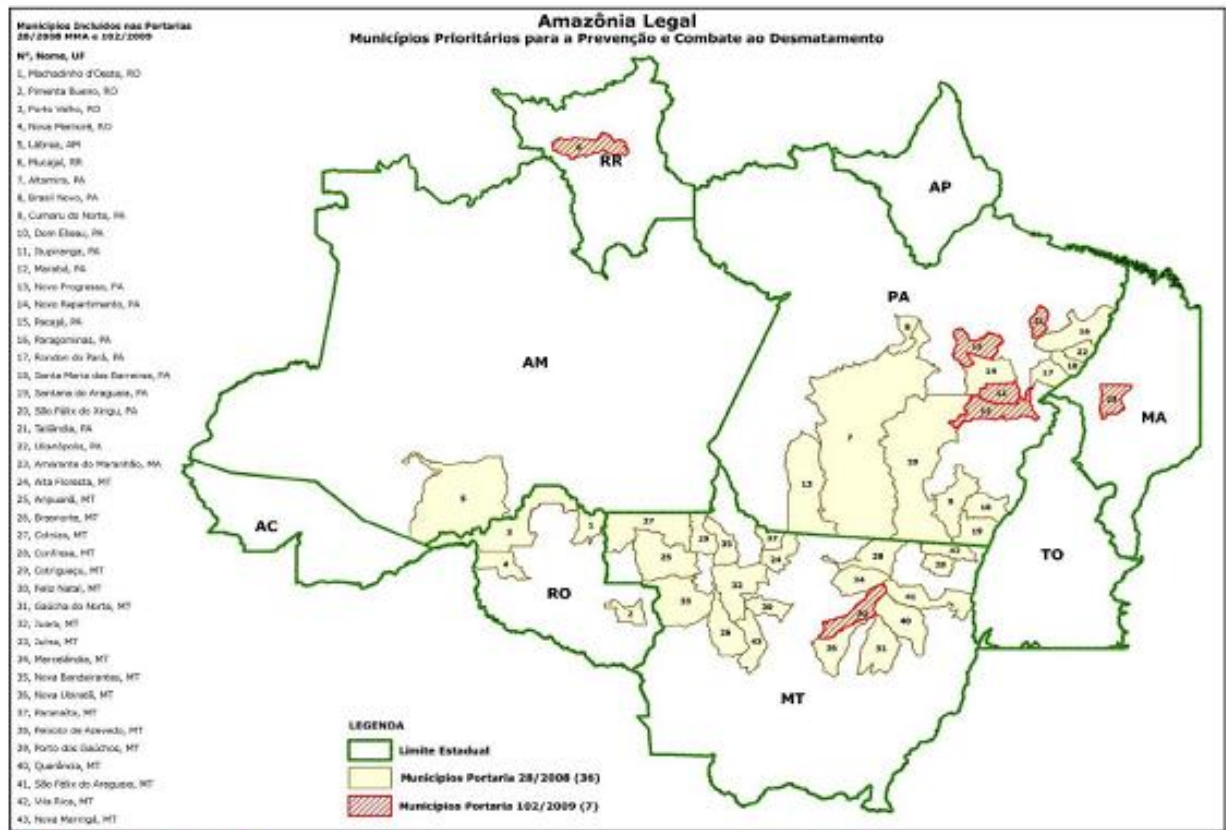 Amazônia Legal
Municípios Prioritários para a Prevenção e Combate ao Desmatamento
Municípios Incluídos nas Portarias
28/2008 MMA e 102/2009
Nº, Nome, UF
1, Machadinho d'Oeste, RO
2, Pimenta Bueno, RO
3, Porto Velho, RO
4, Nova Mamoré, RO
5, Lábrea, AM
6, Mucajaí, RR
7, Altamira, PA
8, Brasil Novo, PA
9, Cumaru do Norte, PA
10, Dom Eliseu, PA
11, Itupiranga, PA
12, Marabá, PA
13, Novo Progresso, PA
14, Novo Repartimento, PA
15, Pacajá, PA
16, Paragominas, PA
17, Rondon do Pará, PA
18, Santa Maria das Barreiras, PA
19, Santana do Araguaia, PA
20, São Félix do Xingu, PA
21, Tailândia, PA
22, Ulianópolis, PA
23, Amarante do Maranhão, MA
24, Alta Floresta, MT
25, Aripuanã, MT
26, Brasnorte, MT
27, Colniza, MT
28, Confresa, MT
29, Cotriguaçu, MT
30, Feliz Natal, MT
31, Gaúcha do Norte, MT
32, Juara, MT
33, Juína, MT
34, Marcelândia, MT
35, Nova Bandeirantes, MT
36, Nova Ubiratã, MT
37, Paranaíta, MT
38, Peixoto de Azevedo, MT
39, Porto dos Gaúchos, MT
40, Querência, MT
41, São Félix do Araguaia, MT
42, Vila Rica, MT
43, Nova Maringá, MT
RR
AP
PA
AM
MA
AC
TO
RO
MT
LEGENDA
Limite Estadual
Municípios Portaria 28/2008 (36)
Municípios Portaria 102/2009 (7)